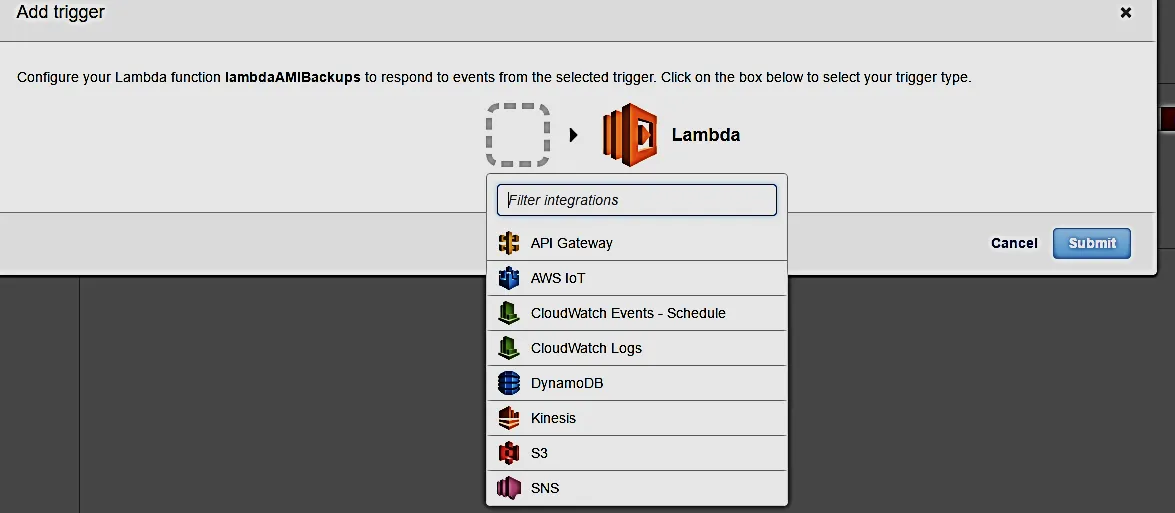 Add trigger
Configure your Lambda function lambdaAMIBackups to respond to events from the selected trigger. Click on the box below to select your trigger type.
Lambda
Filter integrations
API Gateway
Cancel Submit
AWS IoT
CloudWatch Events - Schedule
CloudWatch Logs
DynamoDB
Kinesis
S3
SNS